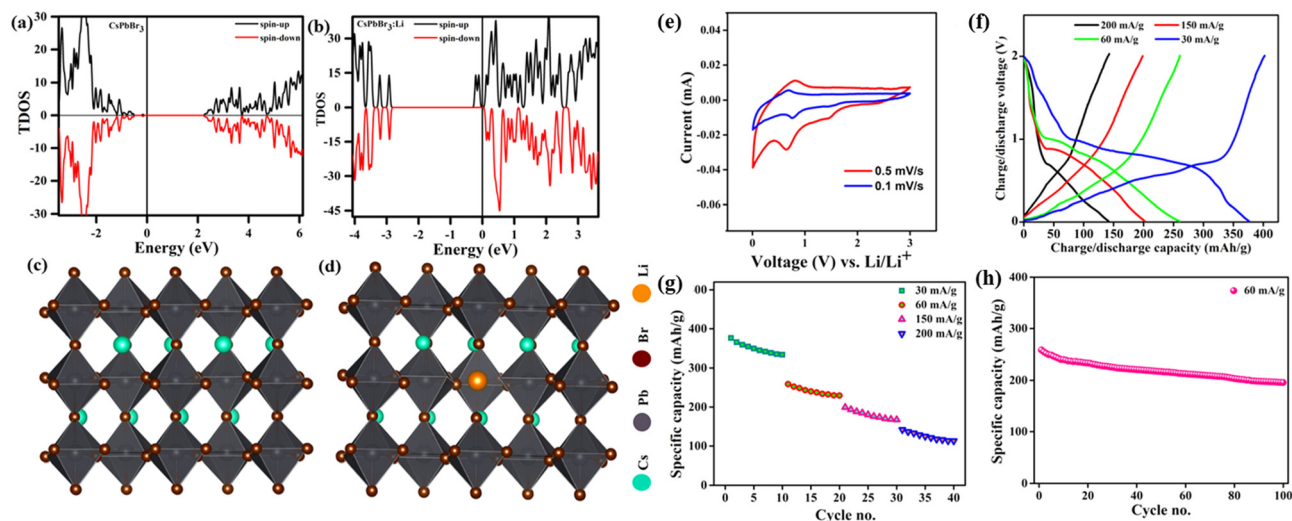 (a)
CsPbBr3
spin-up
spin-down
30
20
10
0
10
20
30
TDOS
-2
0
2
4
6
Energy (eV)
(b)
CsPbBr3:Li
spin-up
spin-down
30
15
0
-15
-30
-45
TDOS
-4
-3
-2
-1
0
1
2
3
Energy (eV)
(c)
(d)
Li
Br
Pb
Cs
(e)
0.04
0.02
0.00
-0.02
-0.04
-0.06
Current (mA)
0.5 mV/s
0.1 mV/s
0
1
2
3
Voltage (V) vs. Li/Li+
(f)
200 mA/g
150 mA/g
60 mA/g
30 mA/g
2
1
0
Charge/discharge voltage (V)
0
50
100
150
200
250
300
350
400
Charge/discharge capacity (mAh/g)
(g)
30 mA/g
60 mA/g
150 mA/g
200 mA/g
00
400
300
200
100
0
Specific capacity (mAh/g)
0
10
20
30
40
Cycle no.
(h)
60 mA/g
400
300
200
100
0
Specific capacity (mAh/g)
0
20
40
60
80
100
Cycle no.